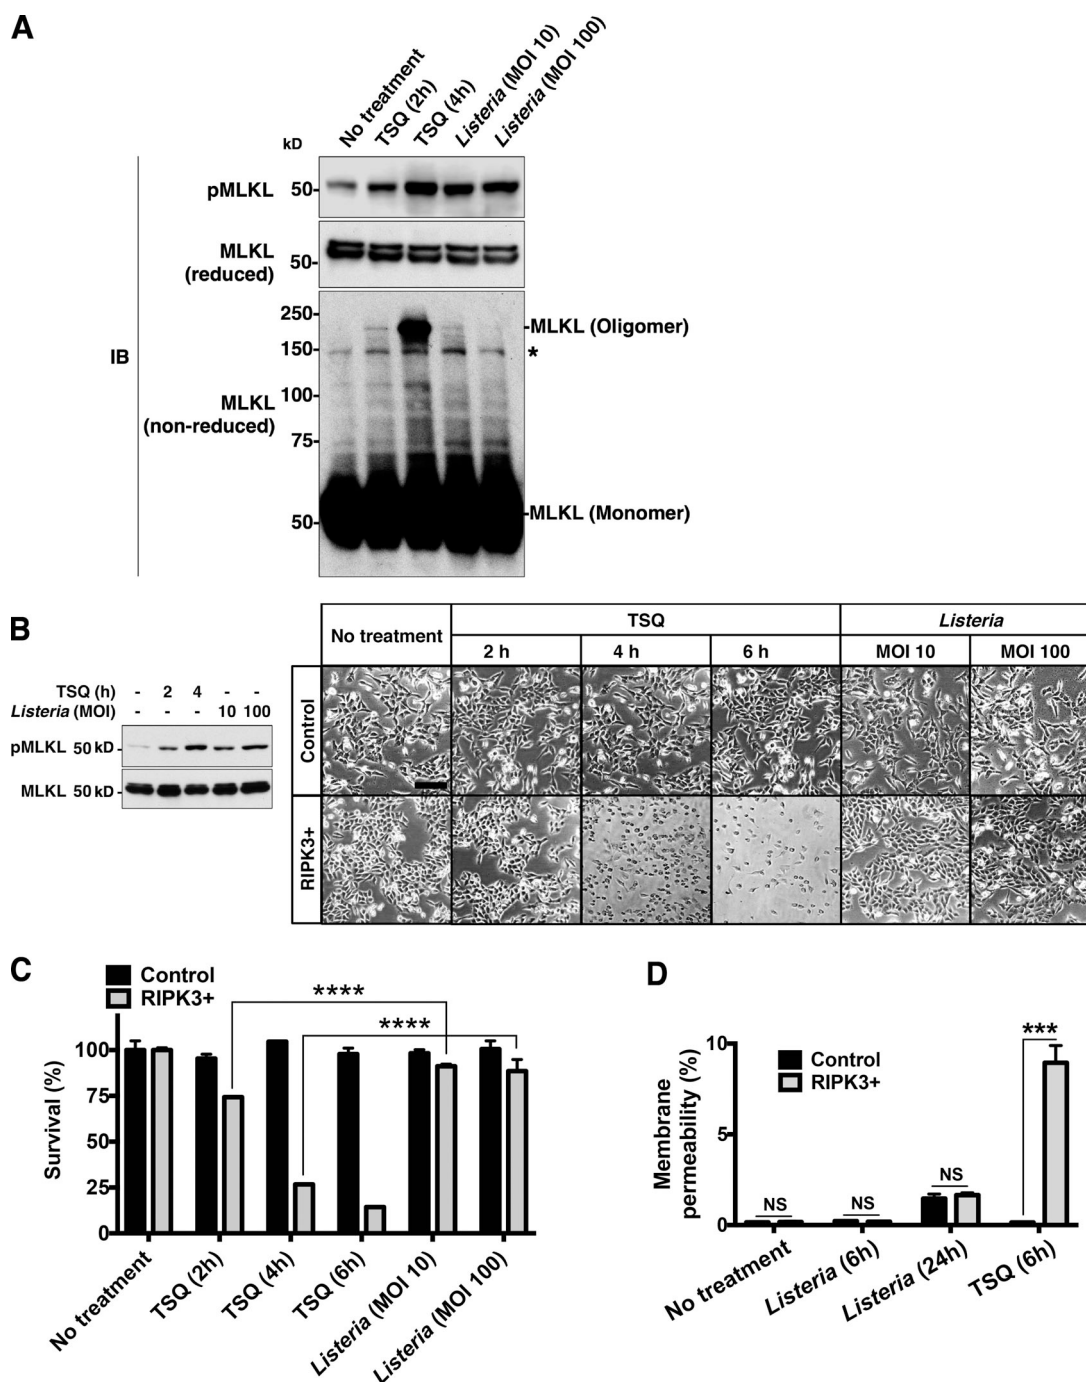 A
No treatment
TSQ (2h)
TSQ (4h)
Listeria (MOI 10)
Listeria (MOI 100)
kD
pMLKL
50
MLKL
(reduced)
50
250
MLKL (Oligomer)
150
*
IB
100
MLKL
(non-reduced)
75
50
MLKL (Monomer)
B
TSQ (h) - 2 4 - -
Listeria (MOI) - - - 10 100
pMLKL 50 kD
MLKL 50 kD
No treatment
TSQ
Listeria
2 h
4 h
6 h
MOI 10
MOI 100
Control
RIPK3+
C
Control
RIPK3+
****
****
Survival (%)
100
75
50
25
0
No treatment
TSQ (2h)
TSQ (4h)
TSQ (6h)
Listeria (MOI 10)
Listeria (MOI 100)
D
Control
RIPK3+
***
Membrane
permeability (%)
10
5
0
NS
NS
NS
No treatment
Listeria (6h)
Listeria (24h)
TSQ (6h)